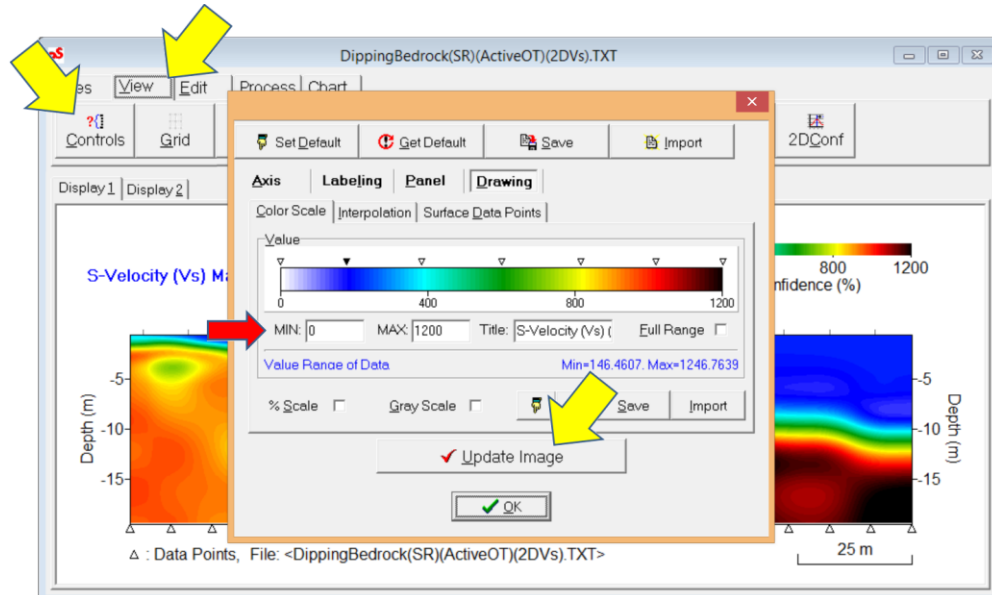 DippingBedrock(SR)(ActiveOT)(2DVs).TXT
View Edit Process Chart
Controls Grid 2DConf
Set Default Get Default Save Import
Display 1 Display 2
Axis Labeling Panel Drawing
Color Scale Interpolation Surface Data Points
Value
S-Velocity (Vs)
800 1200
0 400 800 1200
MIN: 0 MAX: 1200 Title: S-Velocity (Vs) ( Full Range
Value Range of Data Min=146.4607. Max=1246.7639
% Scale Gray Scale Save Import
Update Image
OK
Depth (m)
-5
-10
-15
-5
-10
-15
Depth (m)
25 m
△ : Data Points, File: <DippingBedrock(SR)(ActiveOT)(2DVs).TXT>